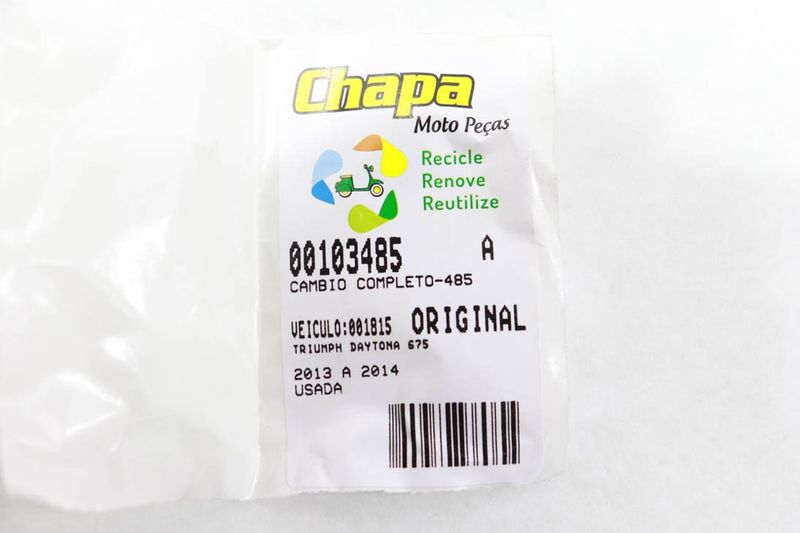 Chapa
Moto Peças
Recicle
Renove
Reutilize
00103485 A
CAMBIO COMPLETO-485
VEICULO:001815 ORIGINAL
TRIUMPH DAYTONA 675
2013 A 2014
USADA